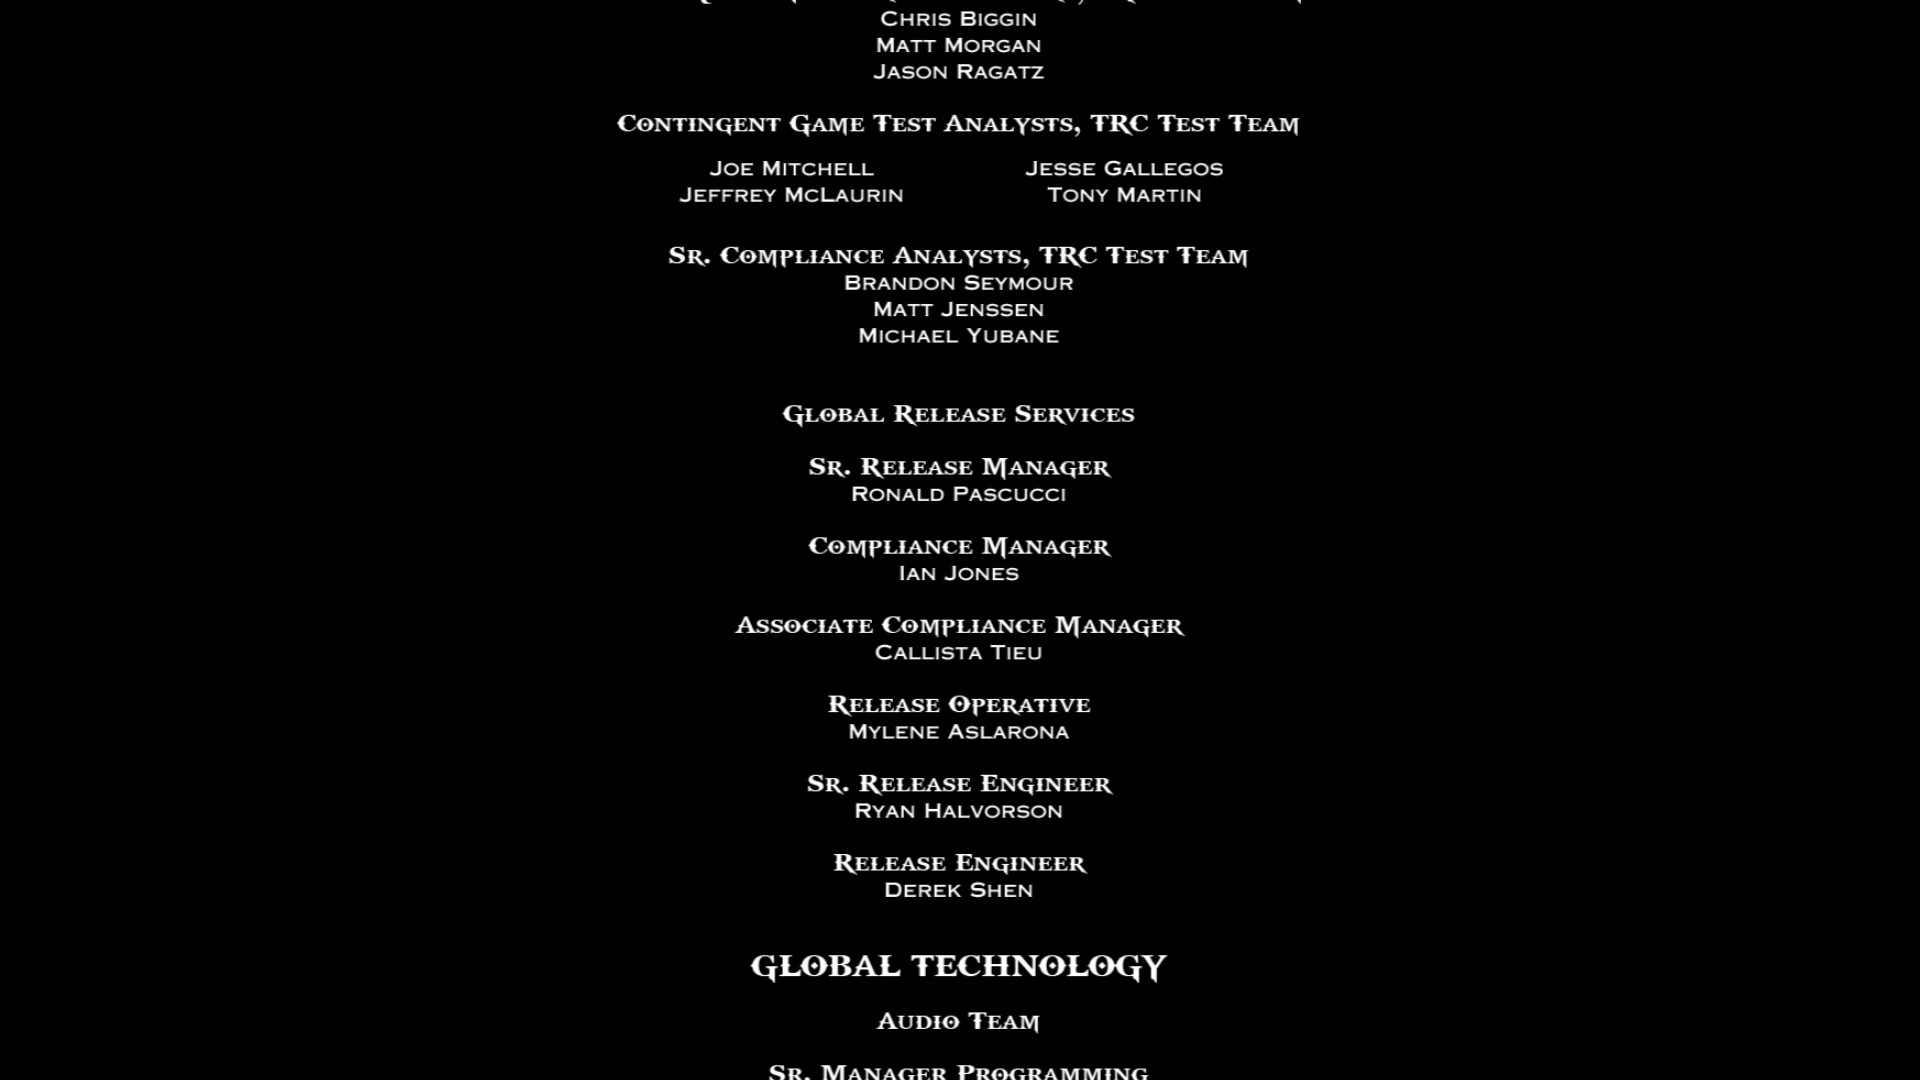 Chris Biggin
Matt Morgan
Jason Ragatz
Contingent Game Test Analysts, TRC Test Team
Joe Mitchell Jesse Gallegos
Jeffrey McLaurin Tony Martin
Sr. Compliance Analysts, TRC Test Team
Brandon Seymour
Matt Jenssen
Michael Yubane
Global Release Services
Sr. Release Manager
Ronald Pascucci
Compliance Manager
Ian Jones
Associate Compliance Manager
Callista Tieu
Release Operative
Mylene Aslarona
Sr. Release Engineer
Ryan Halvorson
Release Engineer
Derek Shen
GLOBAL TECHNOLOGY
Audio Team
Sr. Manager Programming